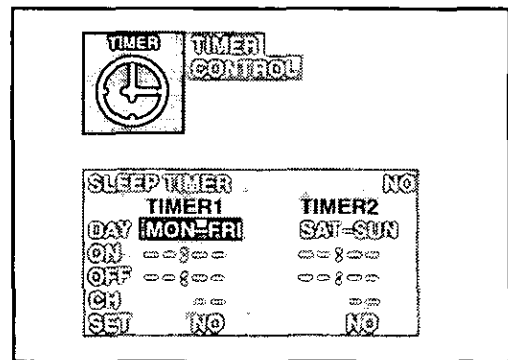 TIMER TIMER
CONTROL
SLEEP TIMER NO
TIMER1 TIMER2
DAY MON-FRI SAT-SUN
ON --:-- --:--
OFF --:-- --:--
CH -- --
SET NO NO